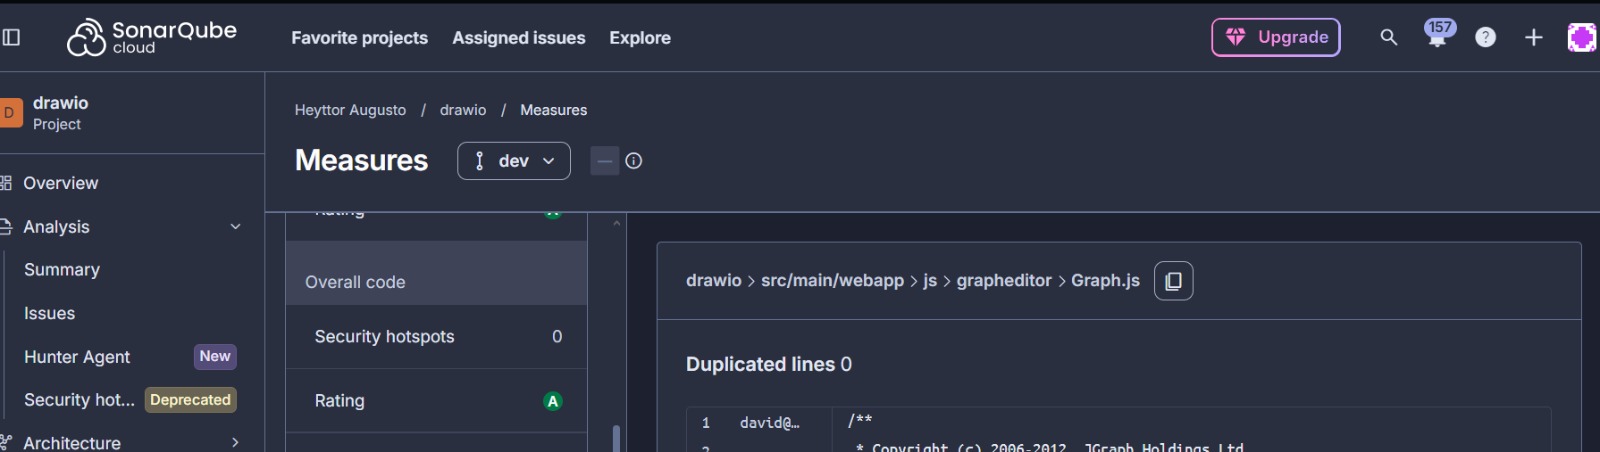 SonarQube
cloud
Favorite projects
Assigned issues
Explore
Upgrade
157
?
D
drawio
Project
Heyttor Augusto / drawio / Measures
Measures
dev
Overview
Analysis
Summary
Issues
Hunter Agent
New
Security hot...
Deprecated
Architecture
Rating
A
Overall code
Security hotspots
0
Rating
A
drawio > src/main/webapp > js > grapheditor > Graph.js
Duplicated lines 0
1 david@... /**
2 * Copyright (c) 2006-2012, JGraph Holdings Ltd